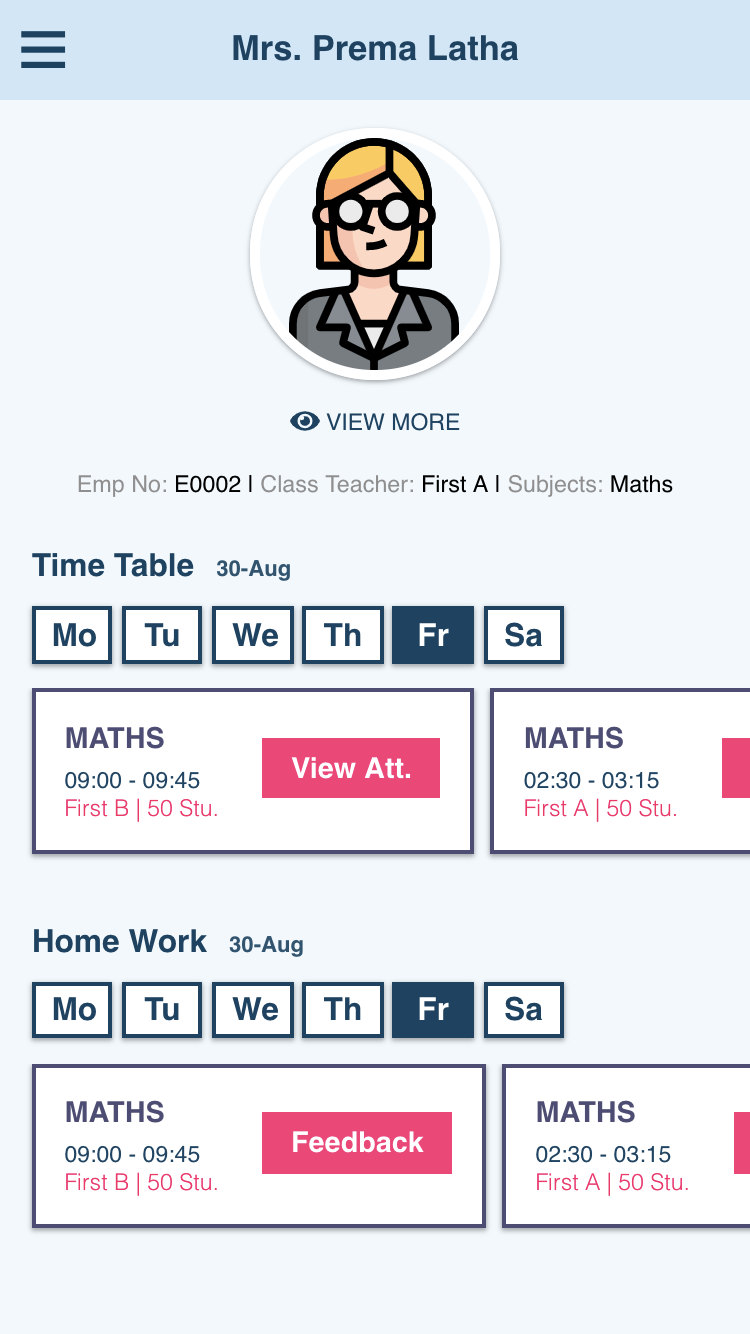 Mrs. Prema Latha
VIEW MORE
Emp No: E0002 | Class Teacher: First A | Subjects: Maths
Time Table 30-Aug
Mo Tu We Th Fr Sa
MATHS
09:00 - 09:45
First B | 50 Stu.
View Att.
MATHS
02:30 - 03:15
First A | 50 Stu.
Home Work 30-Aug
Mo Tu We Th Fr Sa
MATHS
09:00 - 09:45
First B | 50 Stu.
Feedback
MATHS
02:30 - 03:15
First A | 50 Stu.